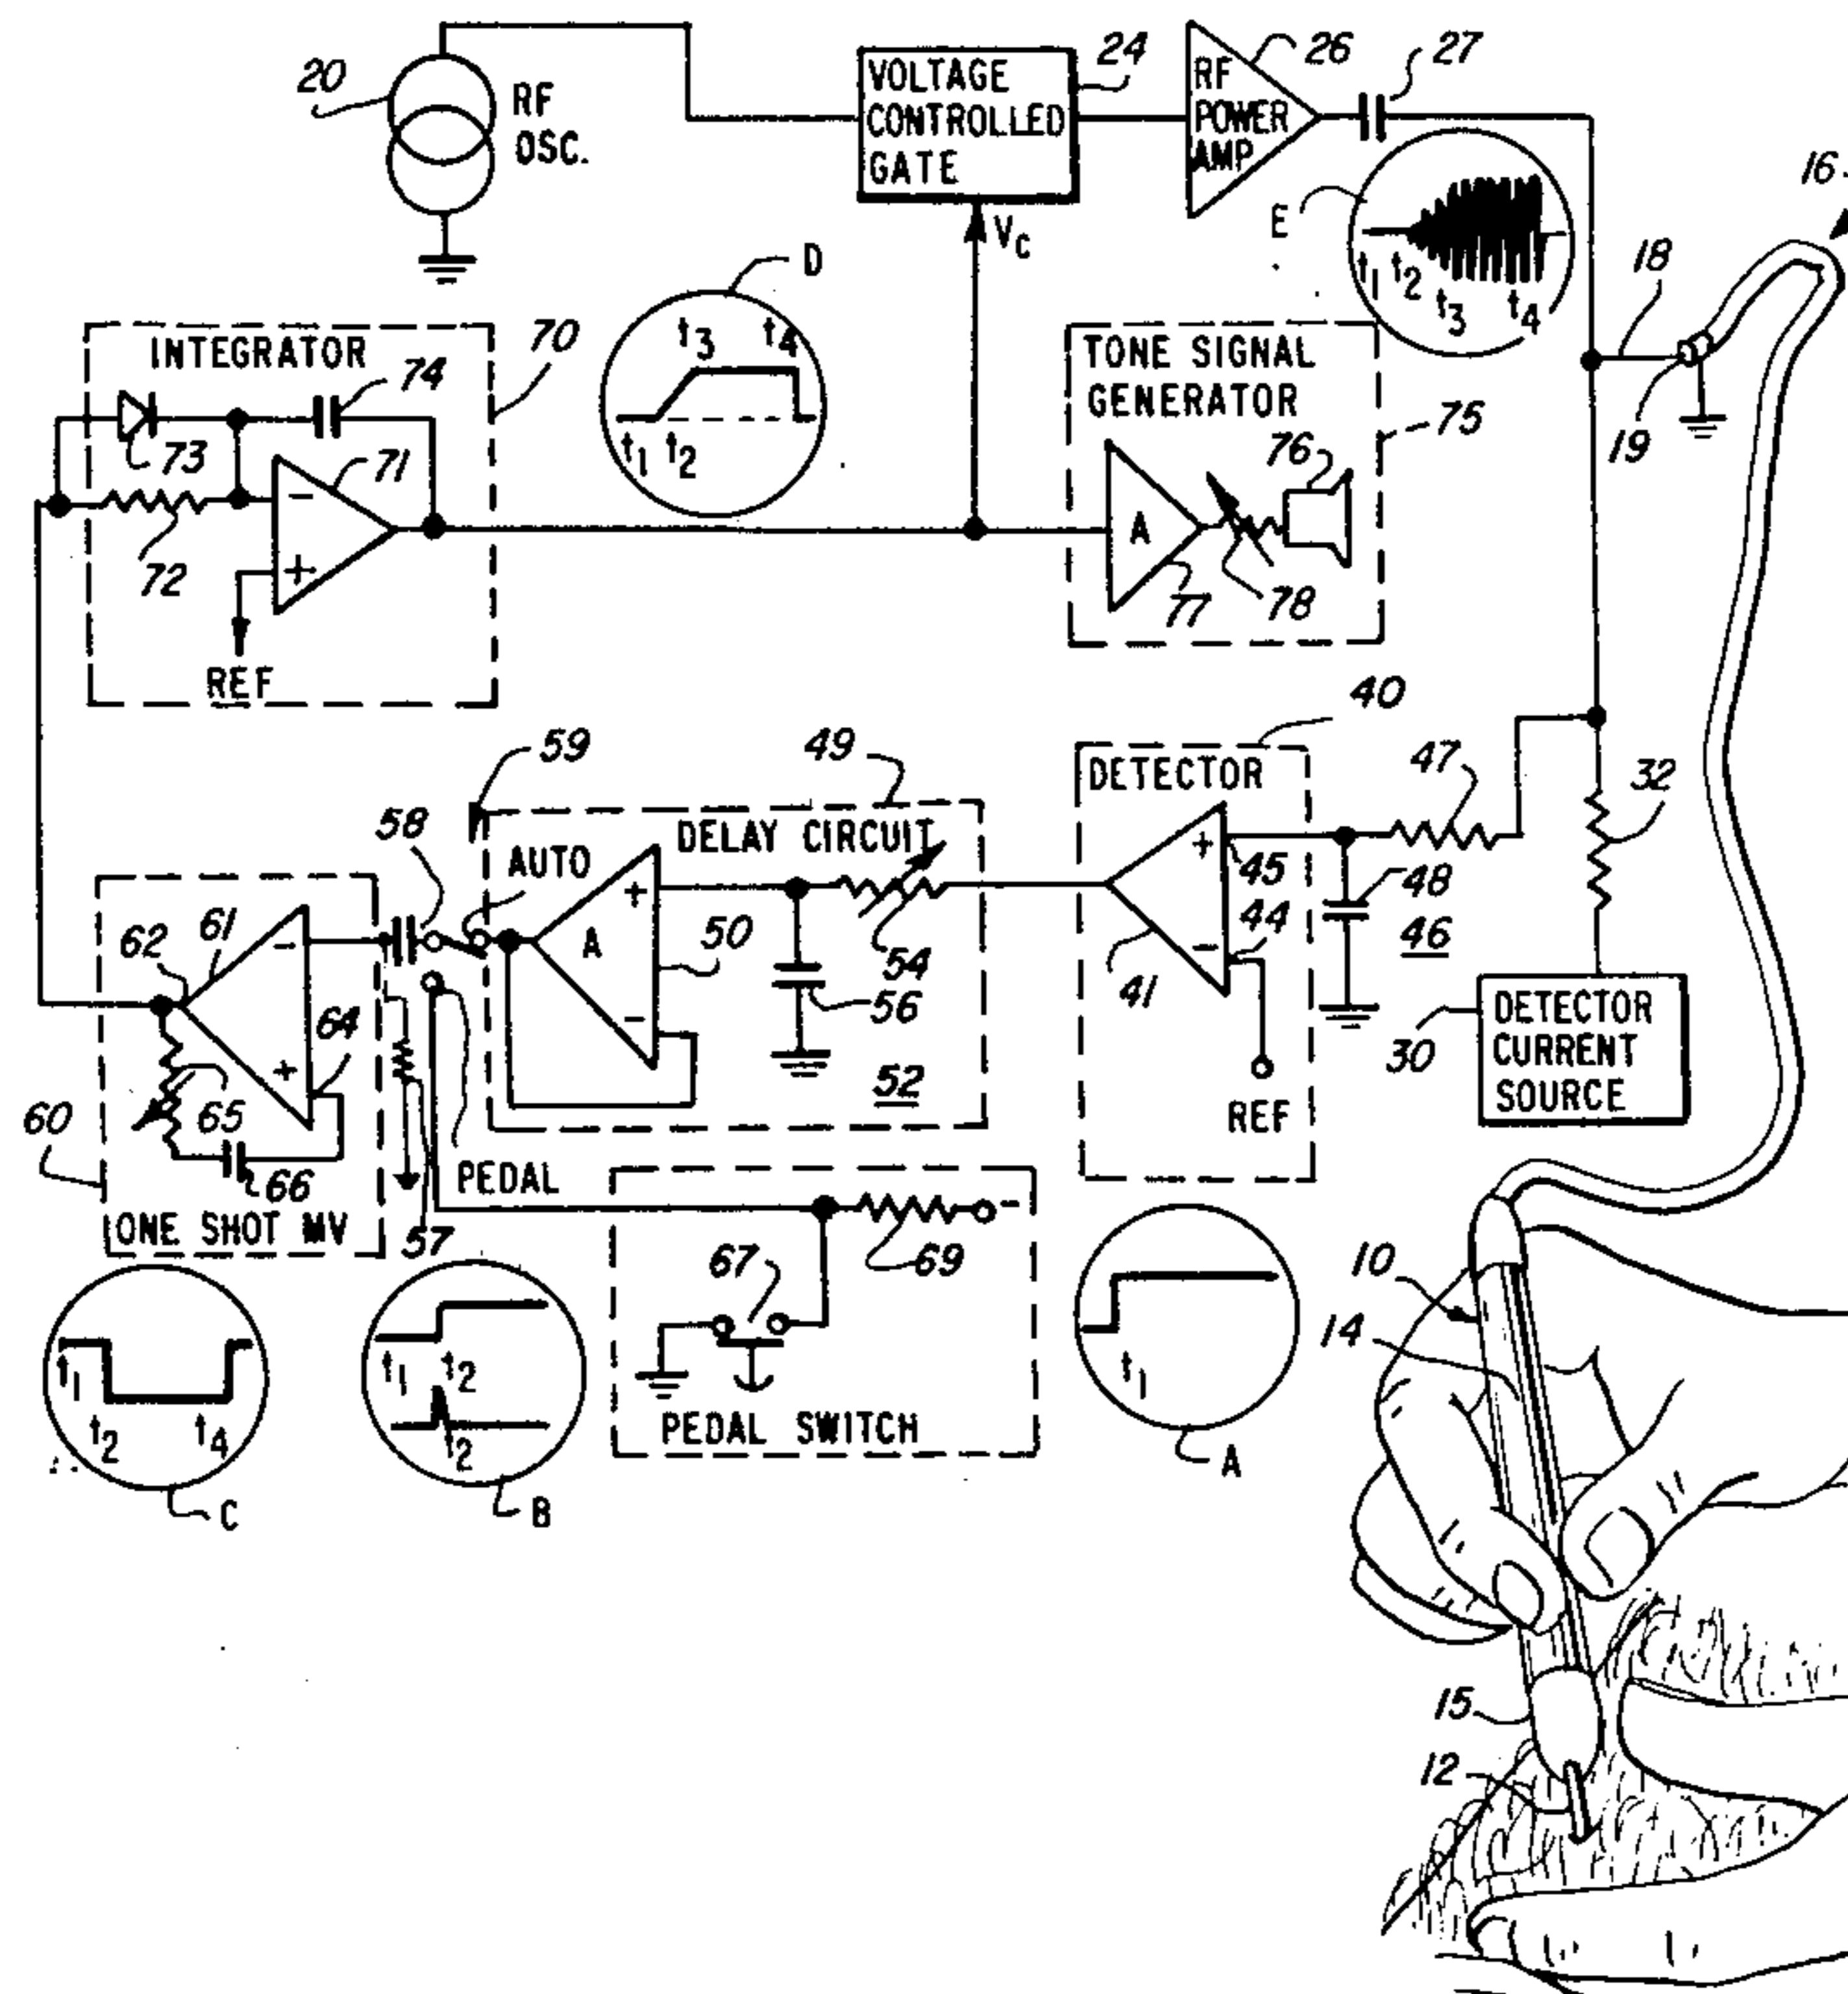 20
RF
OSC.
VOLTAGE
CONTROLLED
GATE
24
RF
POWER
AMP
26
27
16
VC
E
t1
t2
t3
t4
18
19
D
t3
t4
t1
t2
INTEGRATOR
70
74
73
71
72
-
+
REF
TONE SIGNAL
GENERATOR
75
76
A
77
78
40
DETECTOR
47
32
+
45
48
44
-
41
46
REF
30
DETECTOR
CURRENT
SOURCE
59
49
58
AUTO
DELAY CIRCUIT
A
+
50
54
56
-
52
62
61
-
64
+
65
66
60
ONE SHOT MV
57
PEDAL
67
69
-
PEDAL SWITCH
t1
t2
t4
C
t1
t2
t2
B
t1
A
10
14
15
12